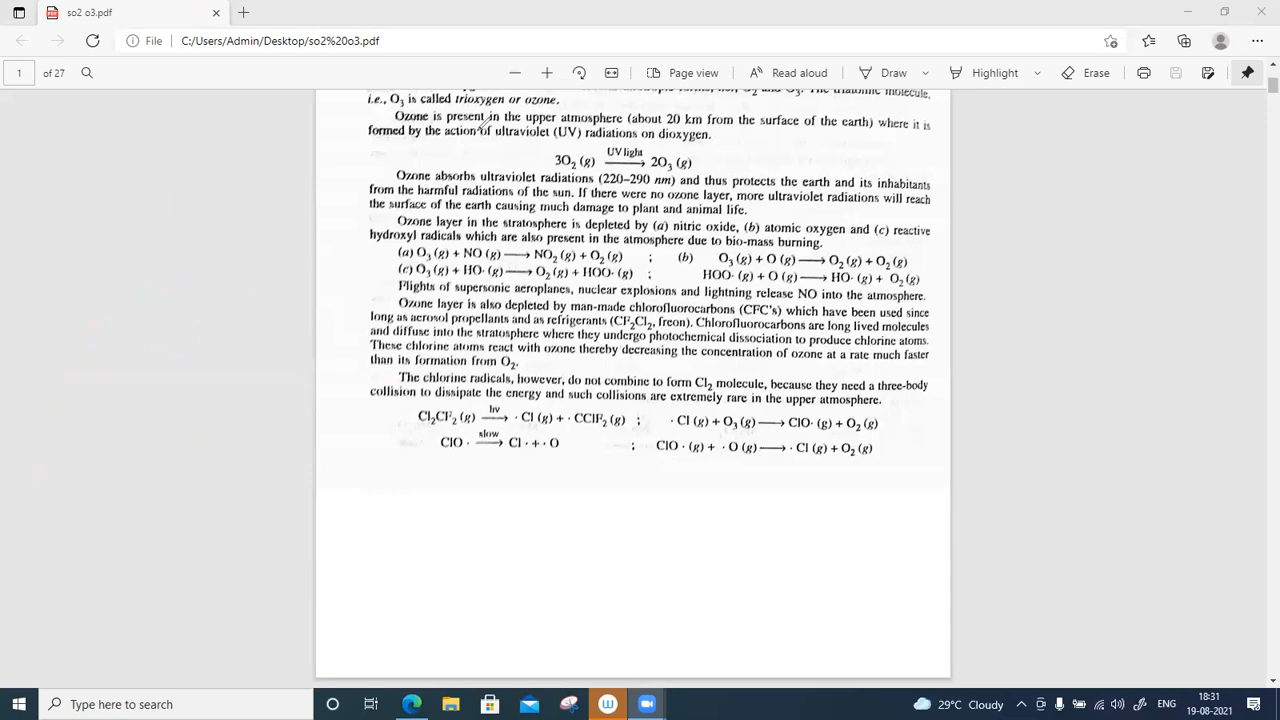 so2 o3.pdf
File C:/Users/Admin/Desktop/so2%20o3.pdf
1 of 27 Page view Read aloud Draw Highlight Erase
O₂ and O₃. The triatomic molecule,
i.e., O₃ is called trioxygen or ozone.
Ozone is present in the upper atmosphere (about 20 km from the surface of the earth) where it is
formed by the action of ultraviolet (UV) radiations on dioxygen.
UV light
3O₂ (g) ⟶ 2O₃ (g)
Ozone absorbs ultraviolet radiations (220–290 nm) and thus protects the earth and its inhabitants
from the harmful radiations of the sun. If there were no ozone layer, more ultraviolet radiations will reach
the surface of the earth causing much damage to plant and animal life.
Ozone layer in the stratosphere is depleted by (a) nitric oxide, (b) atomic oxygen and (c) reactive
hydroxyl radicals which are also present in the atmosphere due to bio-mass burning.
(a) O₃ (g) + NO (g) ⟶ NO₂ (g) + O₂ (g) ; (b) O₃ (g) + O (g) ⟶ O₂ (g) + O₂ (g)
(c) O₃ (g) + HO· (g) ⟶ O₂ (g) + HOO· (g) ; HOO· (g) + O (g) ⟶ HO· (g) + O₂ (g)
Flights of supersonic aeroplanes, nuclear explosions and lightning release NO into the atmosphere.
Ozone layer is also depleted by man-made chlorofluorocarbons (CFC's) which have been used since
long as aerosol propellants and as refrigerants (CF₂Cl₂, freon). Chlorofluorocarbons are long lived molecules
and diffuse into the stratosphere where they undergo photochemical dissociation to produce chlorine atoms.
These chlorine atoms react with ozone thereby decreasing the concentration of ozone at a rate much faster
than its formation from O₂.
The chlorine radicals, however, do not combine to form Cl₂ molecule, because they need a three-body
collision to dissipate the energy and such collisions are extremely rare in the upper atmosphere.
hν
Cl₂CF₂ (g) ⟶ · Cl (g) + · CClF₂ (g) ; · Cl (g) + O₃ (g) ⟶ ClO· (g) + O₂ (g)
slow
ClO · ⟶ Cl · + · O ; ClO · (g) + · O (g) ⟶ · Cl (g) + O₂ (g)
Type here to search
29°C Cloudy ENG 18:31
19-08-2021